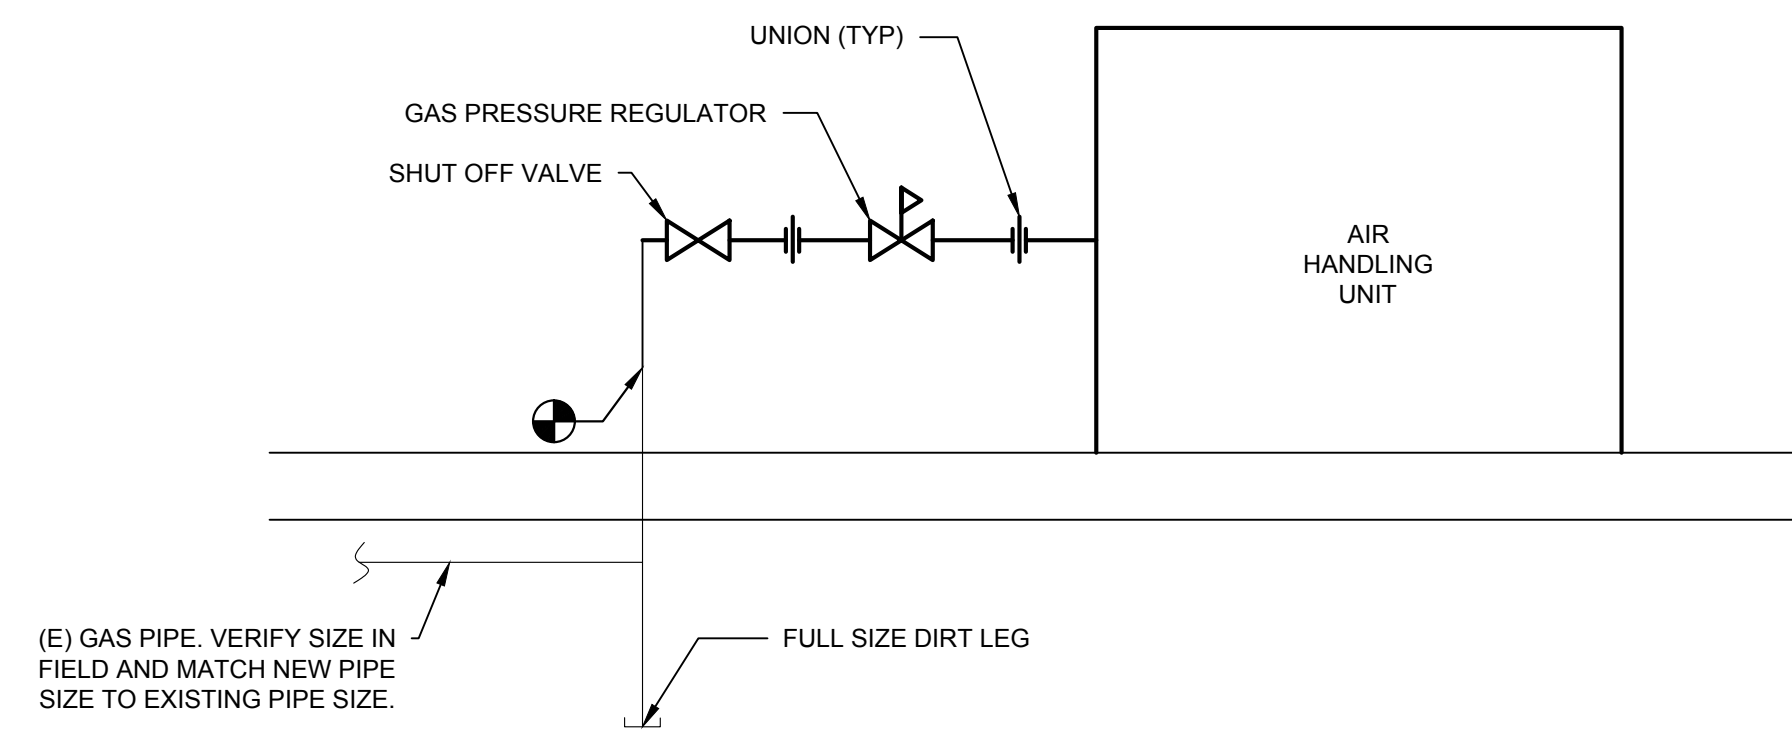 UNION (TYP)
GAS PRESSURE REGULATOR
SHUT OFF VALVE
AIR
HANDLING
UNIT
(E) GAS PIPE. VERIFY SIZE IN
FIELD AND MATCH NEW PIPE
SIZE TO EXISTING PIPE SIZE.
FULL SIZE DIRT LEG